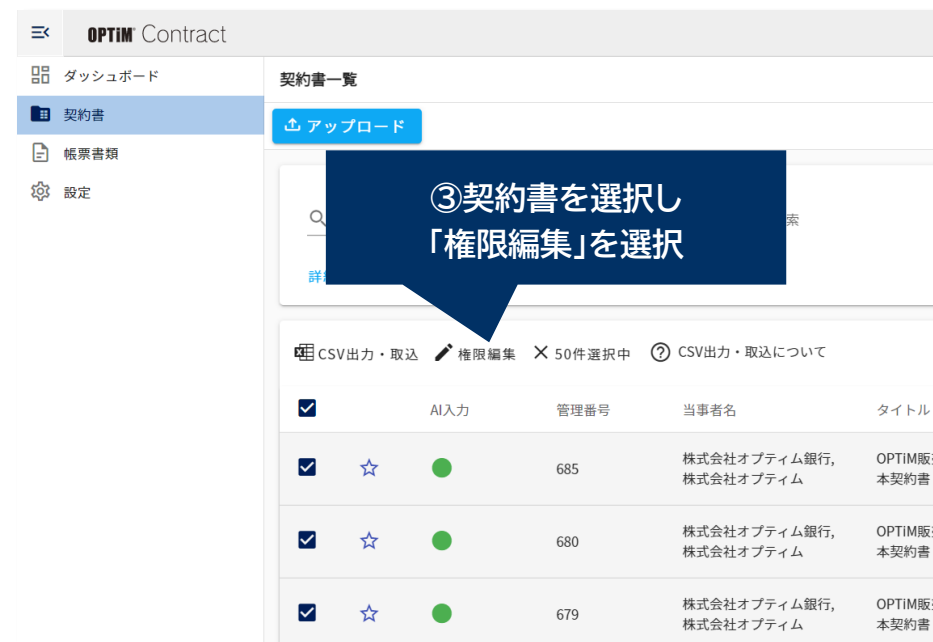 OPTiM Contract
ダッシュボード
契約書
帳票書類
設定
契約書一覧
アップロード
③契約書を選択し
「権限編集」を選択
索
詳
CSV出力・取込 権限編集 50件選択中 CSV出力・取込について
AI入力 管理番号 当事者名 タイトル
685 株式会社オプティム銀行, OPTiM販
株式会社オプティム 本契約書
680 株式会社オプティム銀行, OPTiM販
株式会社オプティム 本契約書
679 株式会社オプティム銀行, OPTiM販
株式会社オプティム 本契約書